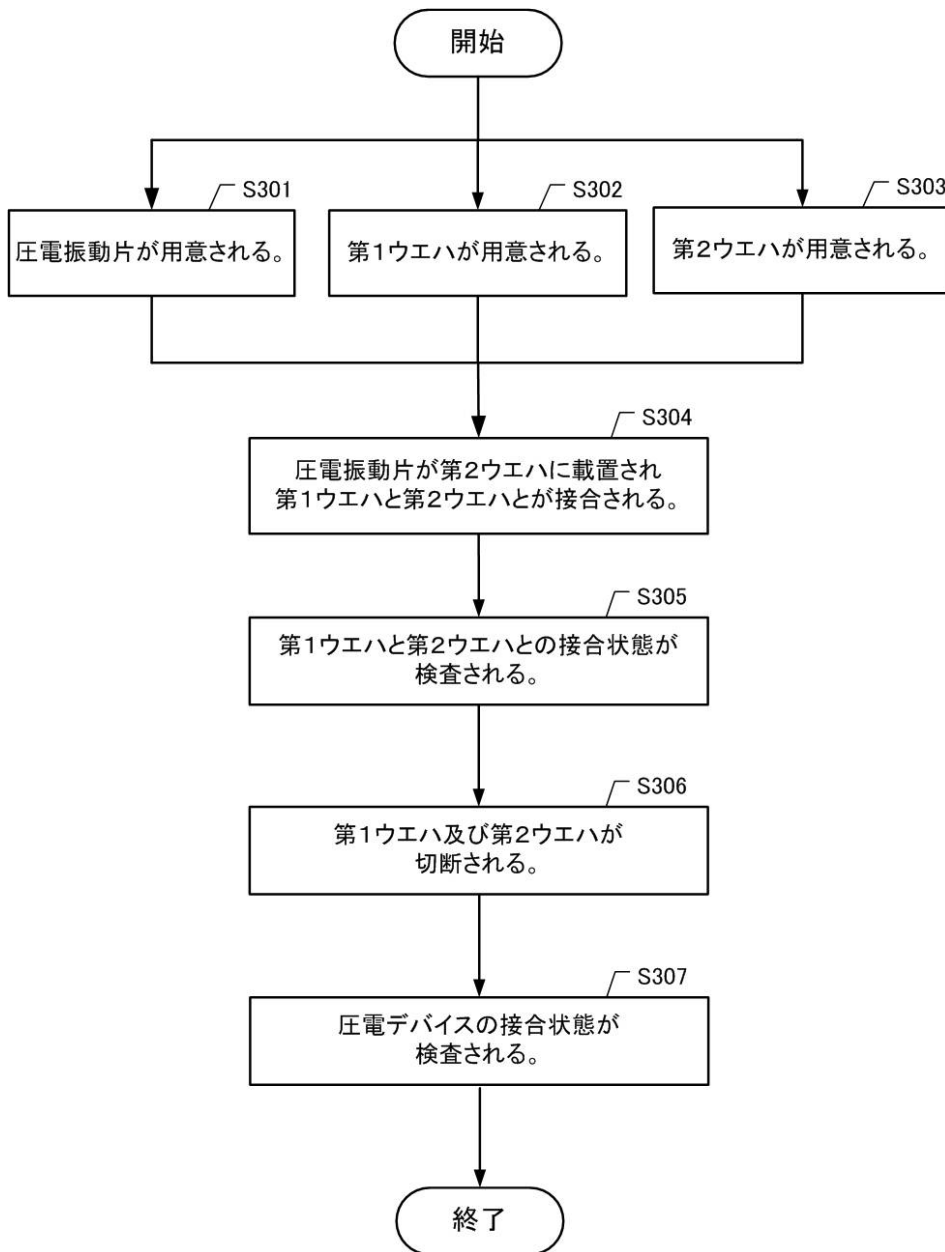 開始
S301
圧電振動片が用意される。
S302
第1ウエハが用意される。
S303
第2ウエハが用意される。
S304
圧電振動片が第2ウエハに載置され
第1ウエハと第2ウエハとが接合される。
S305
第1ウエハと第2ウエハとの接合状態が
検査される。
S306
第1ウエハ及び第2ウエハが
切断される。
S307
圧電デバイスの接合状態が
検査される。
終了